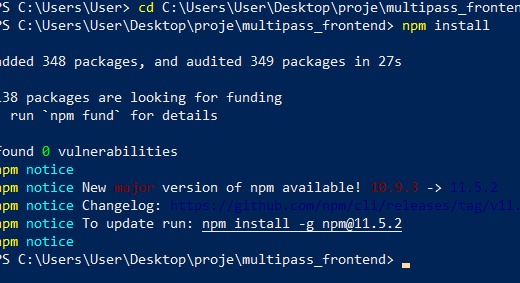 PS C:\Users\User> cd C:\Users\User\Desktop\proje\multipass_fronten
PS C:\Users\User\Desktop\proje\multipass_frontend> npm install
added 348 packages, and audited 349 packages in 27s
138 packages are looking for funding
run `npm fund` for details
found 0 vulnerabilities
npm notice
npm notice New major version of npm available! 10.9.3 -> 11.5.2
npm notice Changelog: https://github.com/npm/cli/releases/tag/v11.
npm notice To update run: npm install -g npm@11.5.2
npm notice
PS C:\Users\User\Desktop\proje\multipass_frontend>